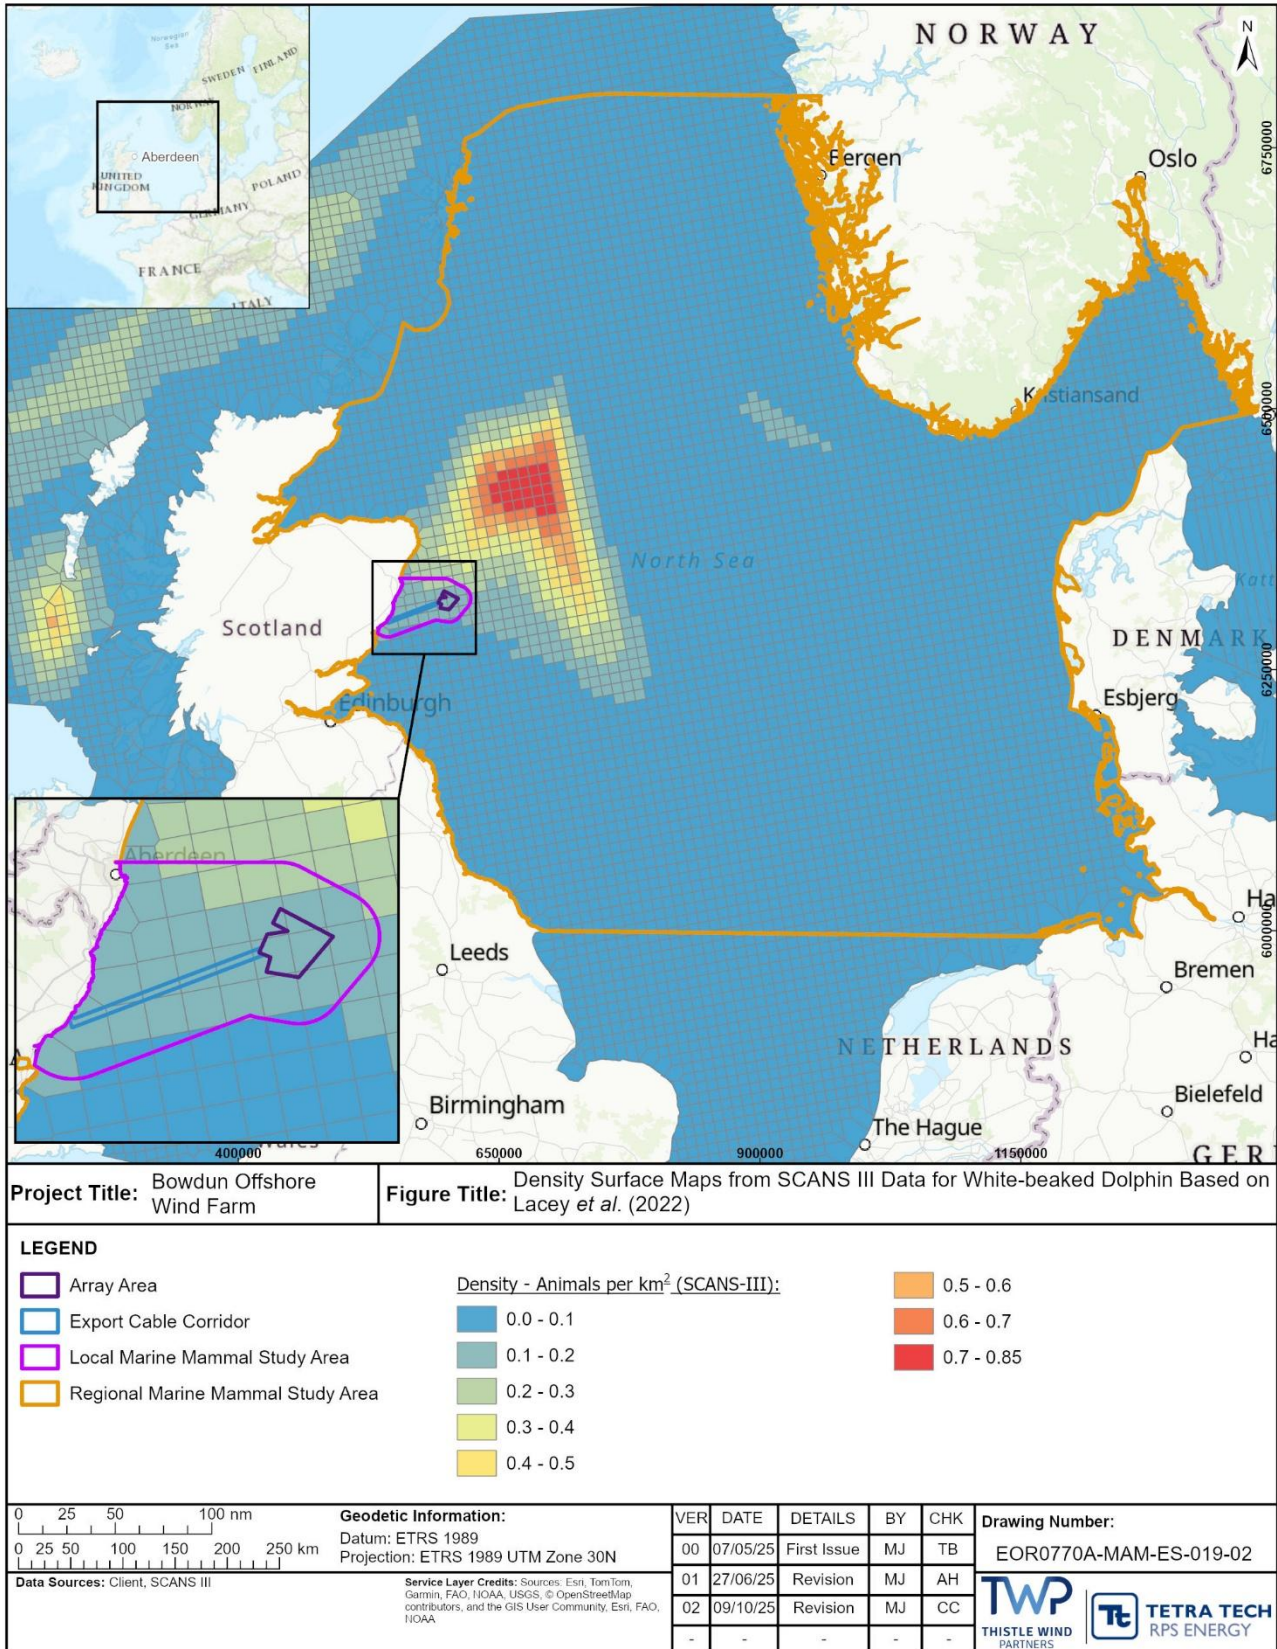 Norwegian
Sea
SWEDEN
FINLAND
NORWAY
Aberdeen
UNITED
KINGDOM
POLAND
GERMANY
FRANCE
ITALY
NORWAY
N
Bergen
Oslo
6750000
Kristiansand
6500000
North Sea
Scotland
Edinburgh
DENMARK
Katt
6250000
Esbjerg
Aberdeen
A
Leeds
Ha
6000000
Bremen
NETHERLANDS
Ha
Bielefeld
Birmingham
The Hague
Wales
GER
400000
650000
900000
1150000
Project Title: Bowdun Offshore
Wind Farm
Figure Title: Density Surface Maps from SCANS III Data for White-beaked Dolphin Based on
Lacey et al. (2022)
LEGEND
Array Area
Export Cable Corridor
Local Marine Mammal Study Area
Regional Marine Mammal Study Area
Density - Animals per km² (SCANS-III):
0.0 - 0.1
0.1 - 0.2
0.2 - 0.3
0.3 - 0.4
0.4 - 0.5
0.5 - 0.6
0.6 - 0.7
0.7 - 0.85
0 25 50 100 nm
0 25 50 100 150 200 250 km
Geodetic Information:
Datum: ETRS 1989
Projection: ETRS 1989 UTM Zone 30N
Data Sources: Client, SCANS III
Service Layer Credits: Sources: Esri, TomTom,
Garmin, FAO, NOAA, USGS, © OpenStreetMap
contributors, and the GIS User Community, Esri, FAO,
NOAA
VER DATE DETAILS BY CHK
00 07/05/25 First Issue MJ TB
01 27/06/25 Revision MJ AH
02 09/10/25 Revision MJ CC
- - - - -
Drawing Number:
EOR0770A-MAM-ES-019-02
TWP
THISTLE WIND
PARTNERS
Tt
TETRA TECH
RPS ENERGY